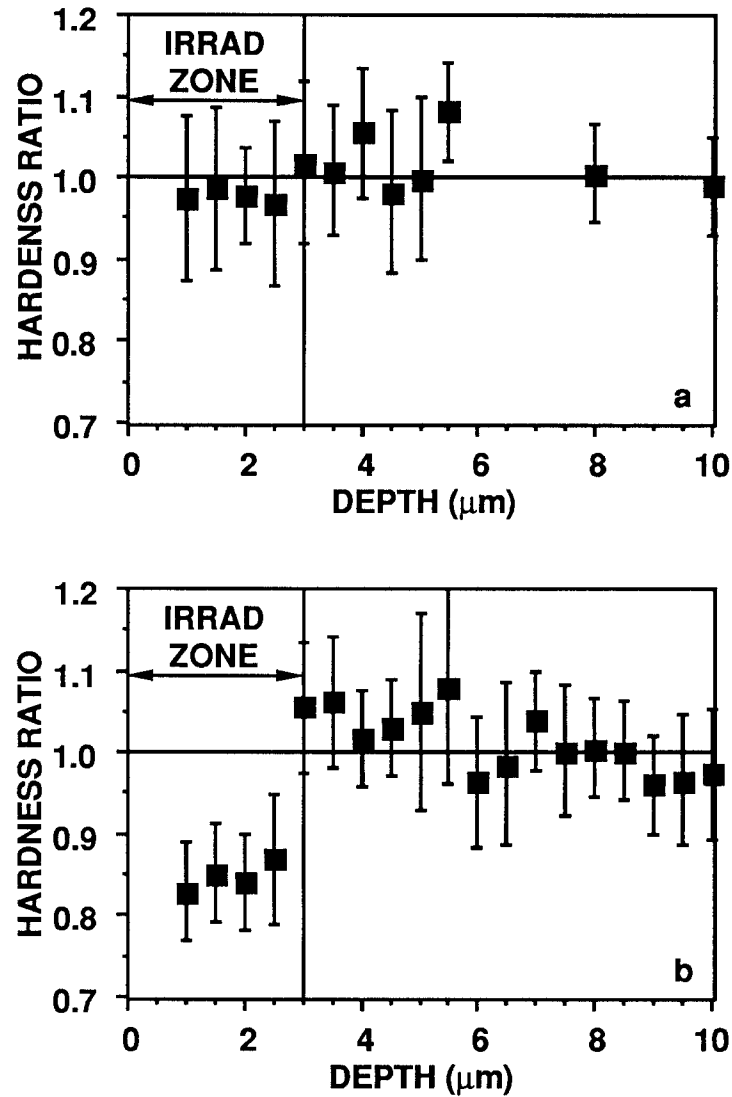 1.2
IRRAD
ZONE
1.1
1.0
0.9
0.8
0.7
HARDENSS RATIO
a
0 2 4 6 8 10
DEPTH (μm)
1.2
IRRAD
ZONE
1.1
1.0
0.9
0.8
0.7
HARDNESS RATIO
b
0 2 4 6 8 10
DEPTH (μm)